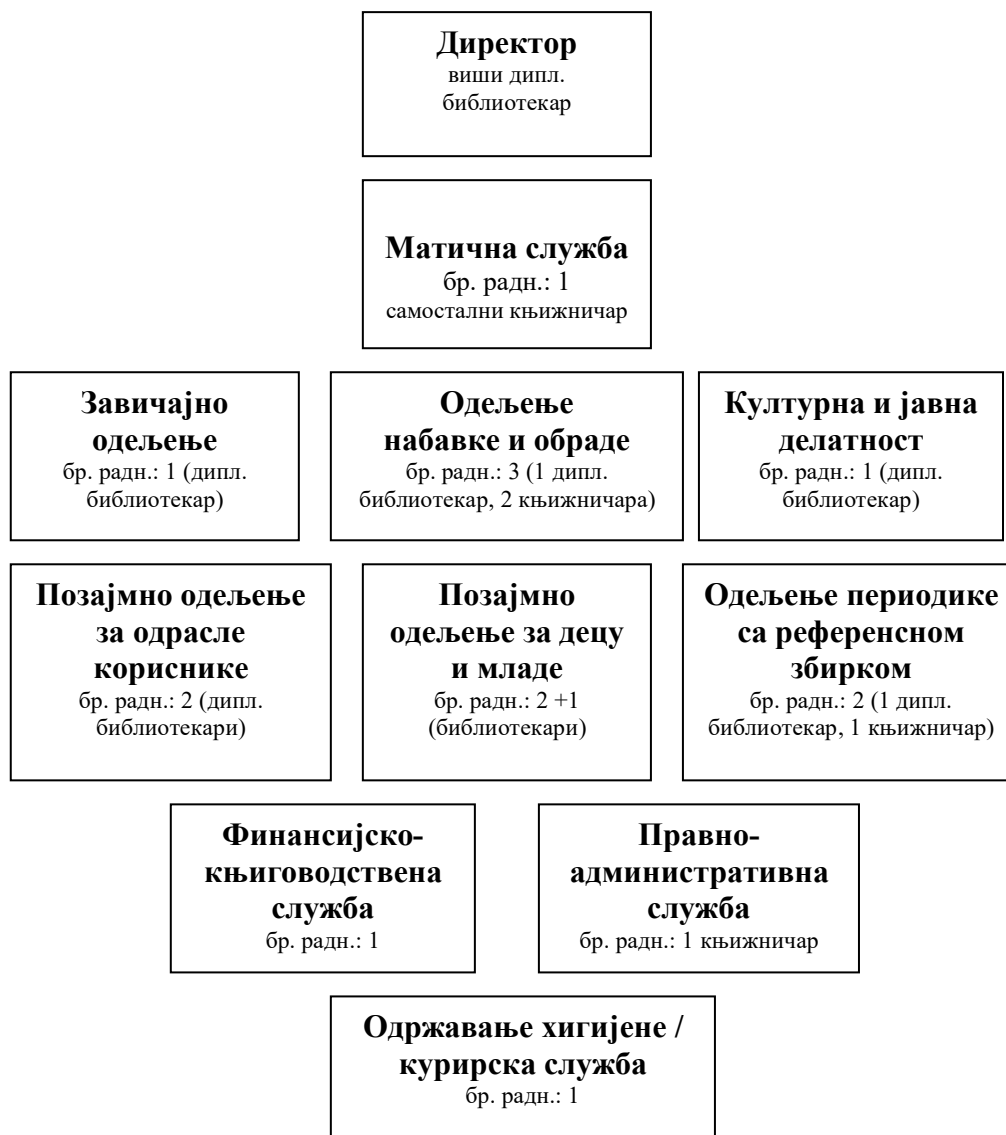 Директор
виши дипл.
библиотекар
Матична служба
бр. радн.: 1
самостални књижничар
Завичајно
одељење
бр. радн.: 1 (дипл.
библиотекар)
Одељење
набавке и обраде
бр. радн.: 3 (1 дипл.
библиотекар, 2 књижничара)
Културна и јавна
делатност
бр. радн.: 1 (дипл.
библиотекар)
Позајмно одељење
за одрасле
кориснике
бр. радн.: 2 (дипл.
библиотекари)
Позајмно
одељење за децу
и младе
бр. радн.: 2 +1
(библиотекари)
Одељење периодике
са референсном
збирком
бр. радн.: 2 (1 дипл.
библиотекар, 1 књижничар)
Финансијско-
књиговодствена
служба
бр. радн.: 1
Правно-
административна
служба
бр. радн.: 1 књижничар
Одржавање хигијене /
курирска служба
бр. радн.: 1